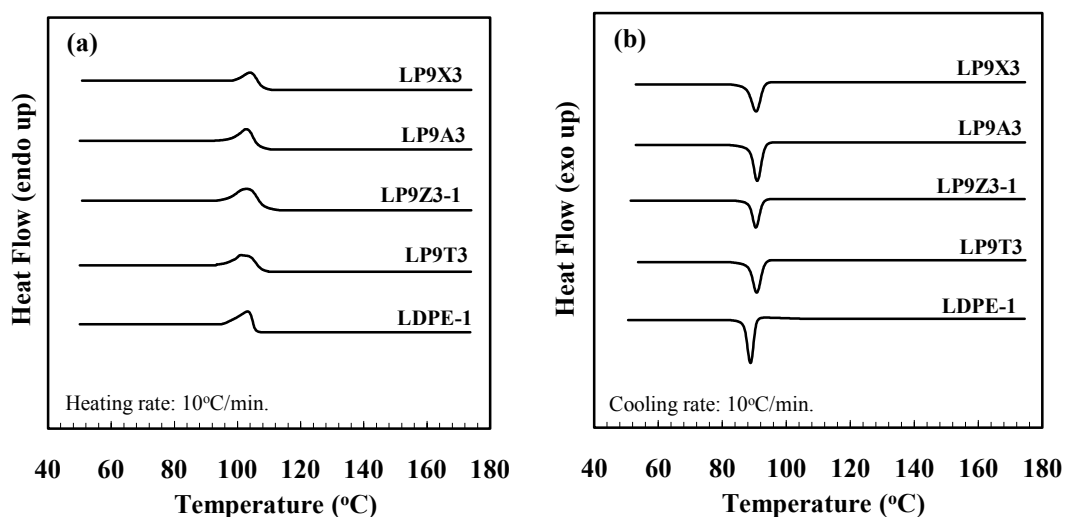 (a)
LP9X3
LP9A3
LP9Z3-1
LP9T3
LDPE-1
Heating rate: 10oC/min.
Heat Flow (endo up)
40 60 80 100 120 140 160 180
Temperature (oC)
(b)
LP9X3
LP9A3
LP9Z3-1
LP9T3
LDPE-1
Cooling rate: 10oC/min.
Heat Flow (exo up)
40 60 80 100 120 140 160 180
Temperature (oC)